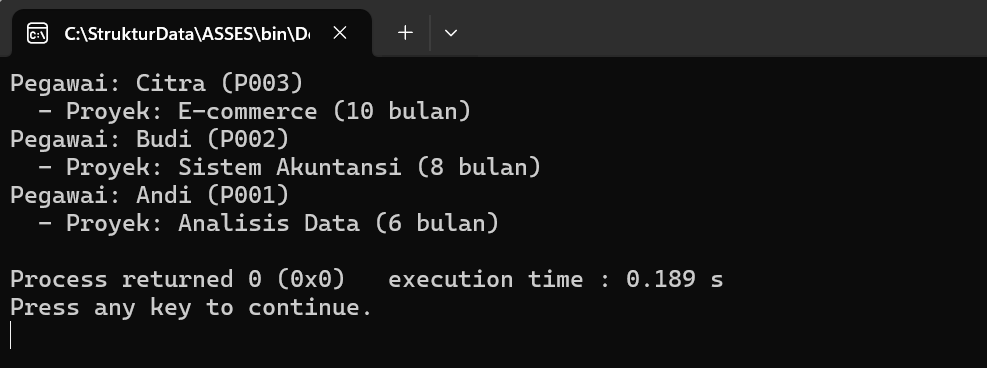 C:\StrukturData\ASSES\bin\De
Pegawai: Citra (P003)
  - Proyek: E-commerce (10 bulan)
Pegawai: Budi (P002)
  - Proyek: Sistem Akuntansi (8 bulan)
Pegawai: Andi (P001)
  - Proyek: Analisis Data (6 bulan)

Process returned 0 (0x0)   execution time : 0.189 s
Press any key to continue.